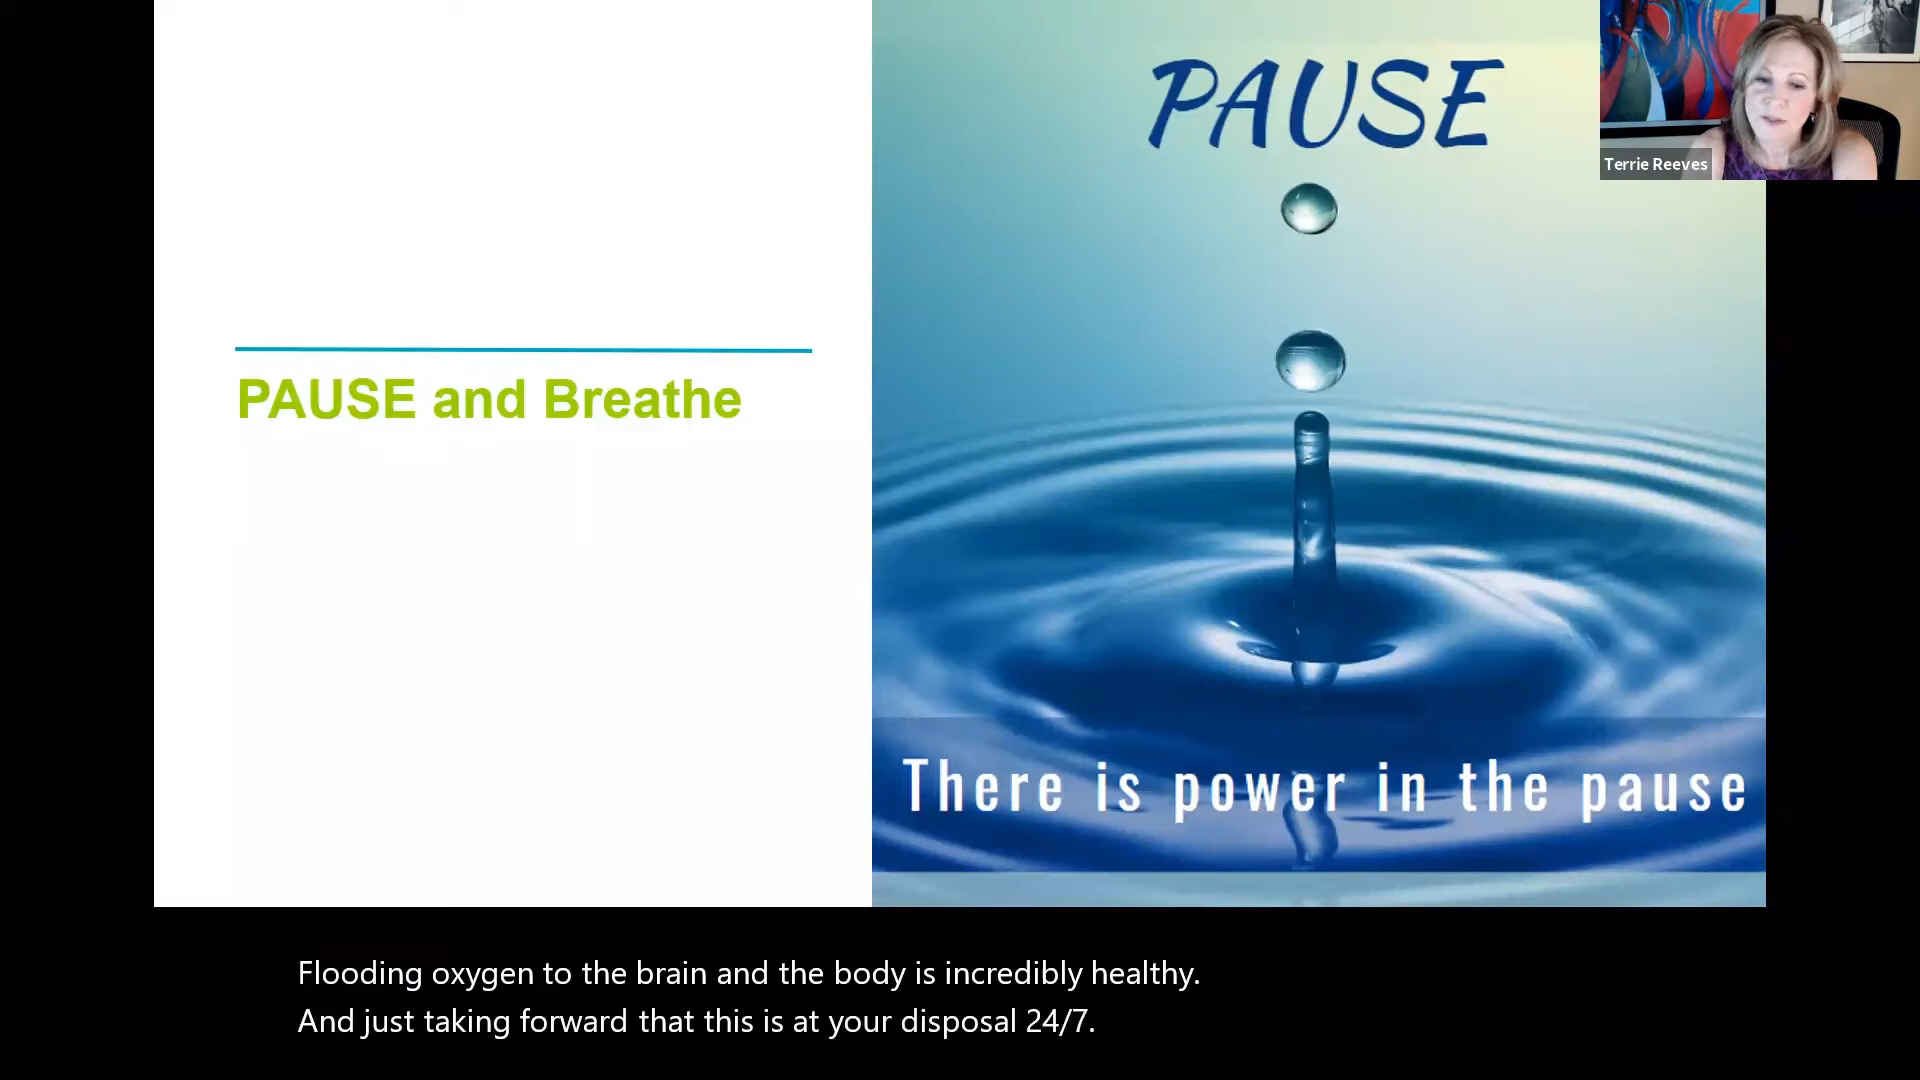 PAUSE
Terrie Reeves
PAUSE and Breathe
There is power in the pause
Flooding oxygen to the brain and the body is incredibly healthy.
And just taking forward that this is at your disposal 24/7.